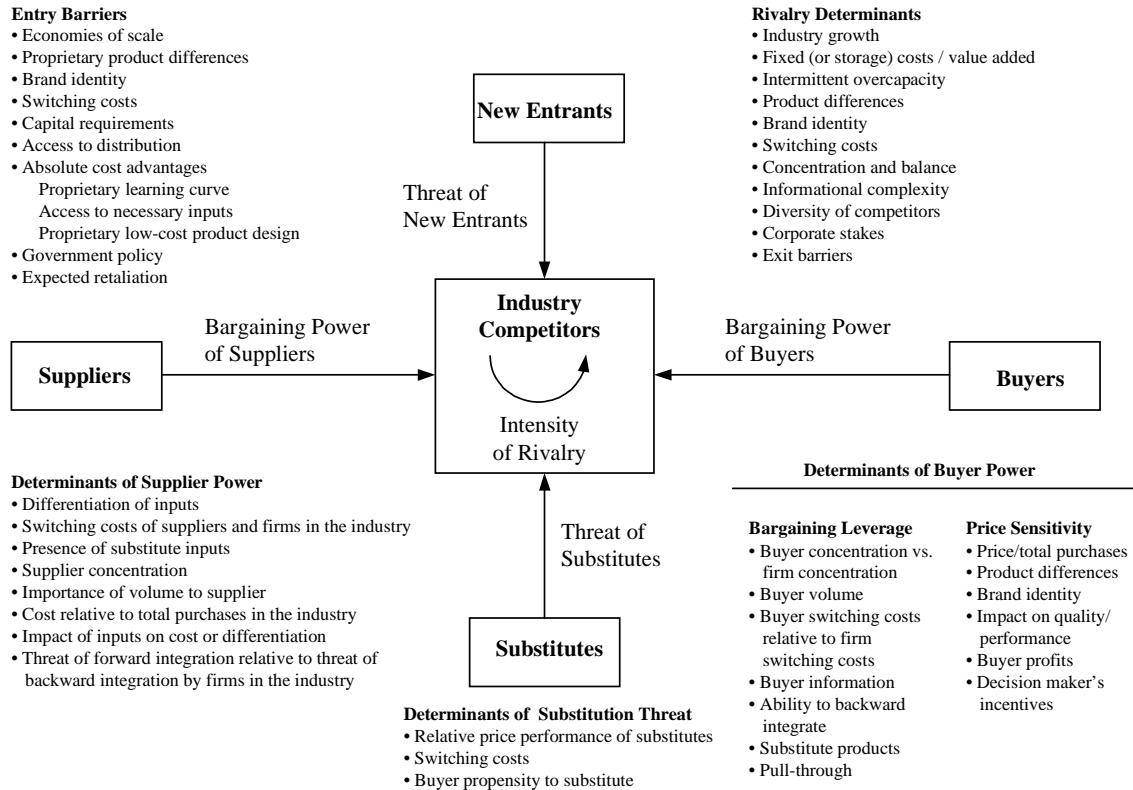 Entry Barriers
• Economies of scale
• Proprietary product differences
• Brand identity
• Switching costs
• Capital requirements
• Access to distribution
• Absolute cost advantages
Proprietary learning curve
Access to necessary inputs
Proprietary low-cost product design
• Government policy
• Expected retaliation
Rivalry Determinants
• Industry growth
• Fixed (or storage) costs / value added
• Intermittent overcapacity
• Product differences
• Brand identity
• Switching costs
• Concentration and balance
• Informational complexity
• Diversity of competitors
• Corporate stakes
• Exit barriers
New Entrants
Threat of
New Entrants
Industry
Competitors
Intensity
of Rivalry
Bargaining Power
of Suppliers
Suppliers
Bargaining Power
of Buyers
Buyers
Determinants of Supplier Power
• Differentiation of inputs
• Switching costs of suppliers and firms in the industry
• Presence of substitute inputs
• Supplier concentration
• Importance of volume to supplier
• Cost relative to total purchases in the industry
• Impact of inputs on cost or differentiation
• Threat of forward integration relative to threat of
backward integration by firms in the industry
Threat of
Substitutes
Substitutes
Determinants of Substitution Threat
• Relative price performance of substitutes
• Switching costs
• Buyer propensity to substitute
Determinants of Buyer Power
Bargaining Leverage
• Buyer concentration vs.
firm concentration
• Buyer volume
• Buyer switching costs
relative to firm
switching costs
• Buyer information
• Ability to backward
integrate
• Substitute products
• Pull-through
Price Sensitivity
• Price/total purchases
• Product differences
• Brand identity
• Impact on quality/
performance
• Buyer profits
• Decision maker's
incentives